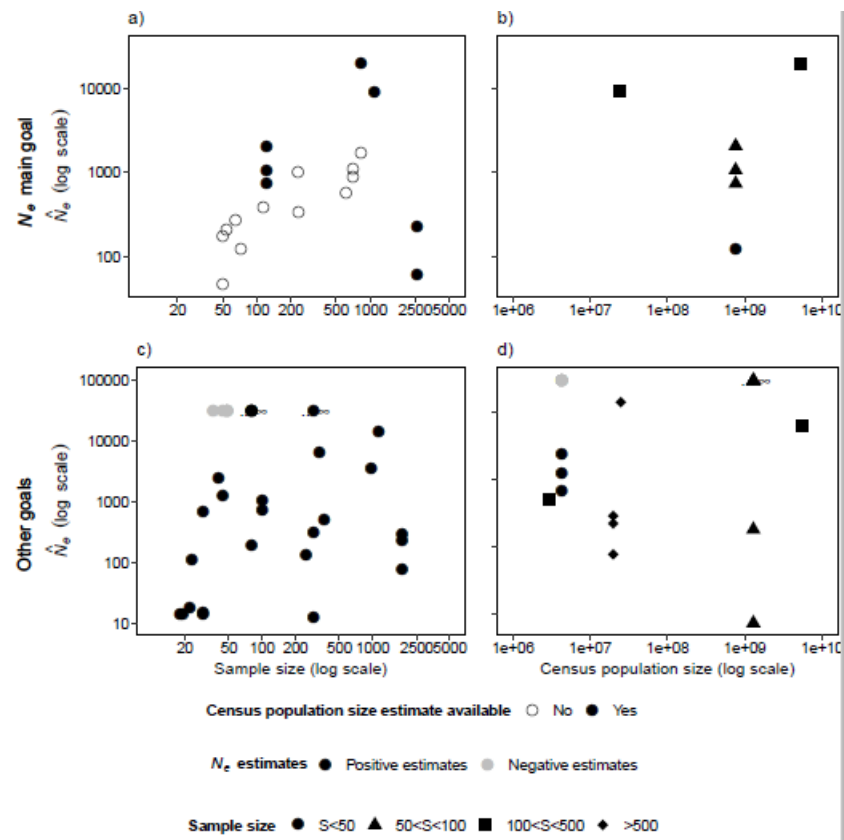 a)
b)
Ne main goal
N̂e (log scale)
10000
1000
100
20 50 100 200 500 1000 25005000
1e+06 1e+07 1e+08 1e+09 1e+10
c)
d)
Other goals
N̂e (log scale)
100000
10000
1000
100
10
∞ ∞ ∞
20 50 100 200 500 1000 25005000
1e+06 1e+07 1e+08 1e+09 1e+10
Sample size (log scale)
Census population size (log scale)
Census population size estimate available No Yes
Ne estimates Positive estimates Negative estimates
Sample size S<50 50<S<100 100<S<500 >500